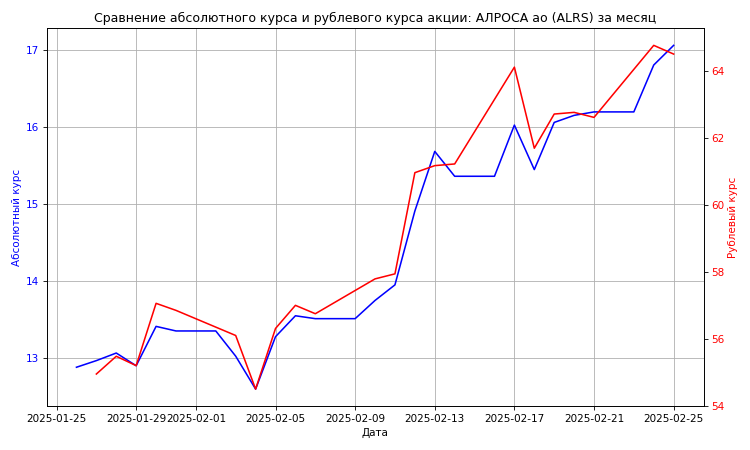 Сравнение абсолютного курса и рублевого курса акции: АЛРОСА ао (ALRS) за месяц
17
16
15
14
13
Абсолютный курс
64
62
60
58
56
54
Рублевый курс
2025-01-25 2025-01-29 2025-02-01 2025-02-05 2025-02-09 2025-02-13 2025-02-17 2025-02-21 2025-02-25
Дата